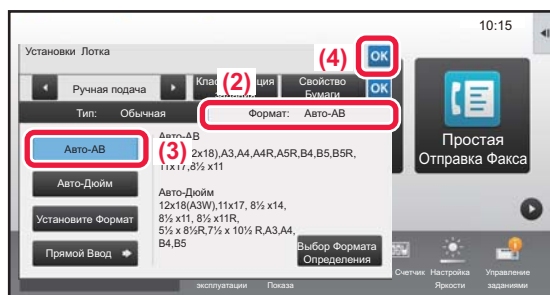 10:15
Установки Лотка
(4)
OK
Ручная подача
(2)
Свойство
Бумаги
OK
Тип: Обычная
Формат: Авто-AB
Авто-AB
(3)
Авто-AB
2x18),A3,A4,A4R,A5R,B4,B5,B5R,
11x17,8½ x11
Авто-Дюйм
Авто-Дюйм
12x18(A3W),11x17, 8½ x14,
8½ x11, 8½ x11R,
5½ x 8½R,7½ x 10½ R,A3,A4,
B4,B5
Установите Формат
Прямой Ввод
Выбор Формата
Определения
Простая
Отправка Факса
эксплуатации Показа
Счетчик
Настройка
Яркости
Управление
заданиями